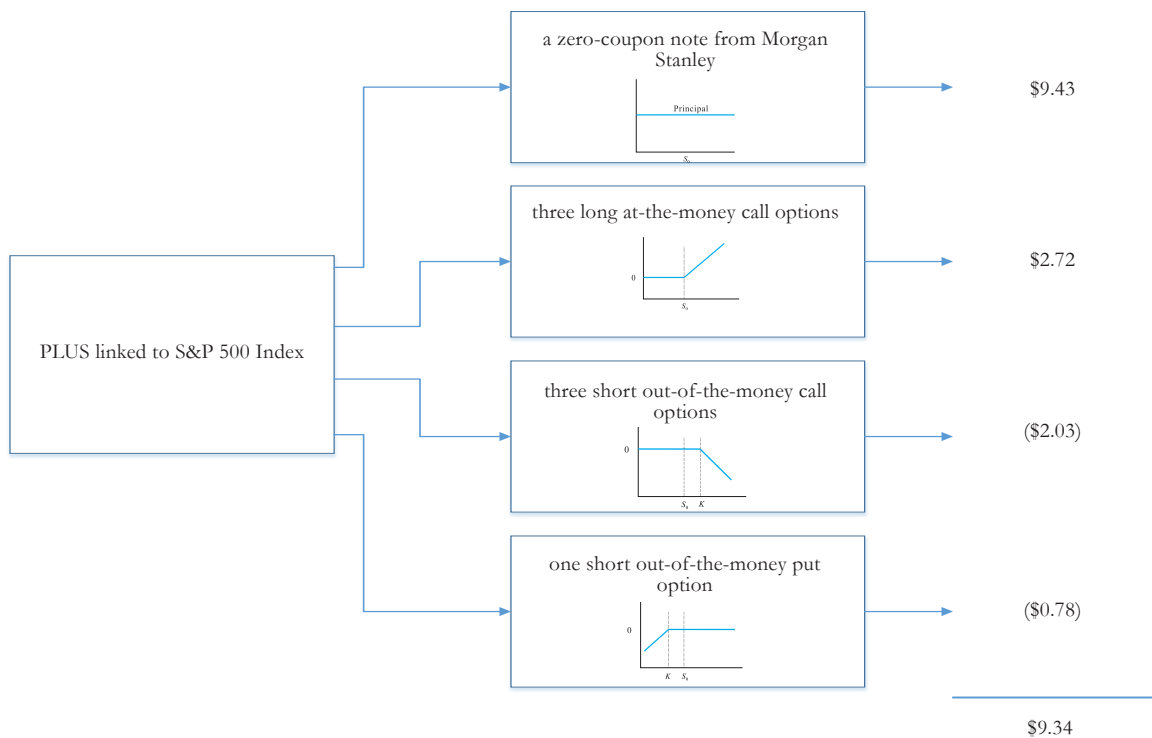 a zero-coupon note from Morgan
Stanley
Principal
S₀
$9.43
three long at-the-money call options
0
S₀
$2.72
PLUS linked to S&P 500 Index
three short out-of-the-money call
options
0
S₀ K
($2.03)
one short out-of-the-money put
option
0
K S₀
($0.78)
$9.34